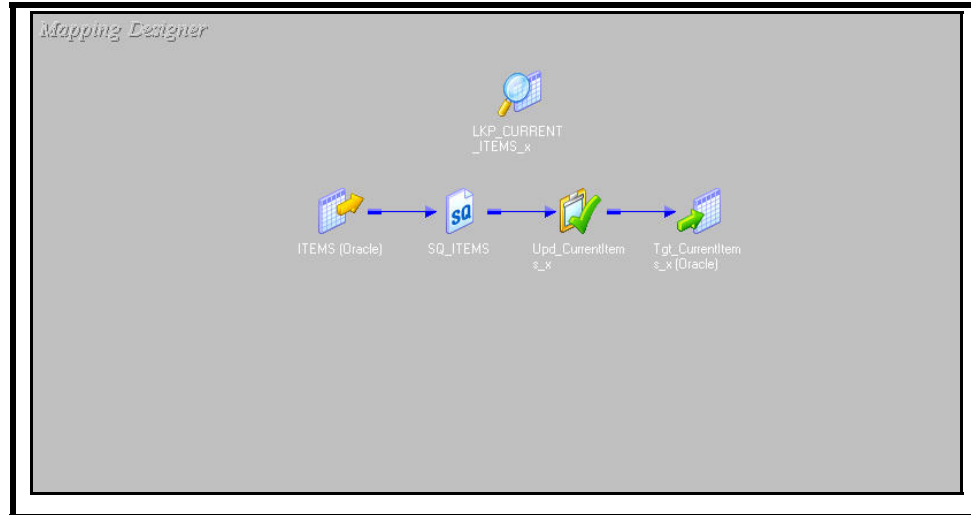 Mapping Designer
LKP_CURRENT
_ITEMS_x
SQ
ITEMS (Oracle)
SQ_ITEMS
Upd_CurrentItem
s_x
Tgt_CurrentItem
s_x (Oracle)